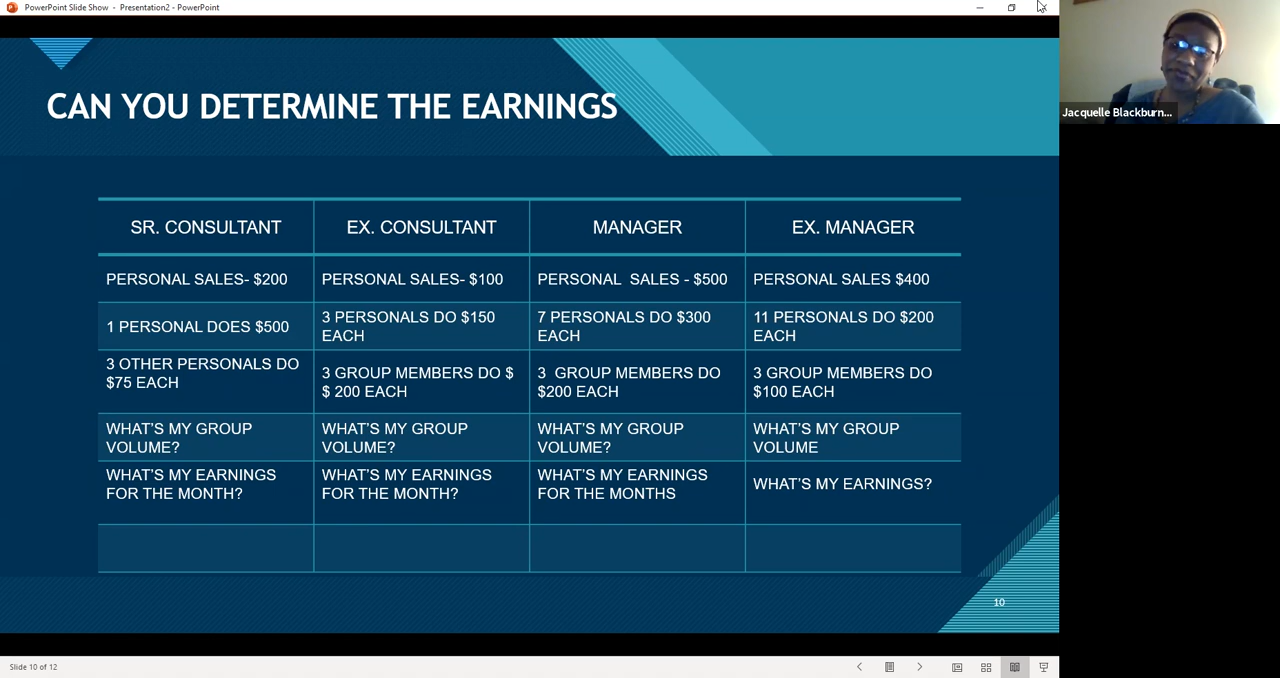 PowerPoint Slide Show - Presentation2 - PowerPoint
Jacquelle Blackburn...
CAN YOU DETERMINE THE EARNINGS
SR. CONSULTANT
EX. CONSULTANT
MANAGER
EX. MANAGER
PERSONAL SALES- $200
PERSONAL SALES- $100
PERSONAL SALES - $500
PERSONAL SALES $400
1 PERSONAL DOES $500
3 PERSONALS DO $150
EACH
7 PERSONALS DO $300
EACH
11 PERSONALS DO $200
EACH
3 OTHER PERSONALS DO
$75 EACH
3 GROUP MEMBERS DO $
$ 200 EACH
3 GROUP MEMBERS DO
$200 EACH
3 GROUP MEMBERS DO
$100 EACH
WHAT'S MY GROUP
VOLUME?
WHAT'S MY GROUP
VOLUME?
WHAT'S MY GROUP
VOLUME?
WHAT'S MY GROUP
VOLUME
WHAT'S MY EARNINGS
FOR THE MONTH?
WHAT'S MY EARNINGS
FOR THE MONTH?
WHAT'S MY EARNINGS
FOR THE MONTHS
WHAT'S MY EARNINGS?
10
Slide 10 of 12